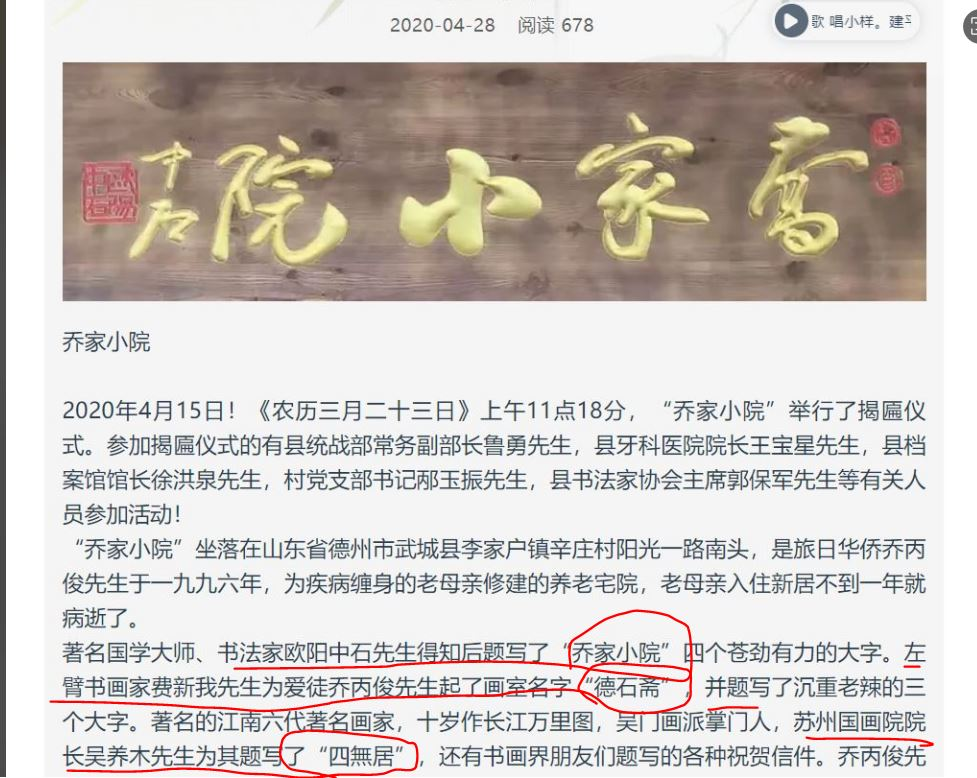 2020-04-28 阅读 678
歌 唱小样。建平
喬家小院
中石
乔家小院
2020年4月15日！《农历三月二十三日》上午11点18分，“乔家小院”举行了揭匾仪
式。参加揭匾仪式的有县统战部常务副部长鲁勇先生，县牙科医院院长王宝星先生，县档
案馆馆长徐洪泉先生，村党支部书记邴玉振先生，县书法家协会主席郭保军先生等有关人
员参加活动！
“乔家小院”坐落在山东省德州市武城县李家户镇辛庄村阳光一路南头，是旅日华侨乔丙
俊先生于一九九六年，为疾病缠身的老母亲修建的养老宅院，老母亲入住新居不到一年就
病逝了。
著名国学大师、书法家欧阳中石先生得知后题写了“乔家小院”四个苍劲有力的大字。左
臂书画家费新我先生为爱徒乔丙俊先生起了画室名字“德石斋”，并题写了沉重老辣的三
个大字。著名的江南六代著名画家，十岁作长江万里图，吴门画派掌门人，苏州国画院院
长吴养木先生为其题写了“四無居”，还有书画界朋友们题写的各种祝贺信件。乔丙俊先